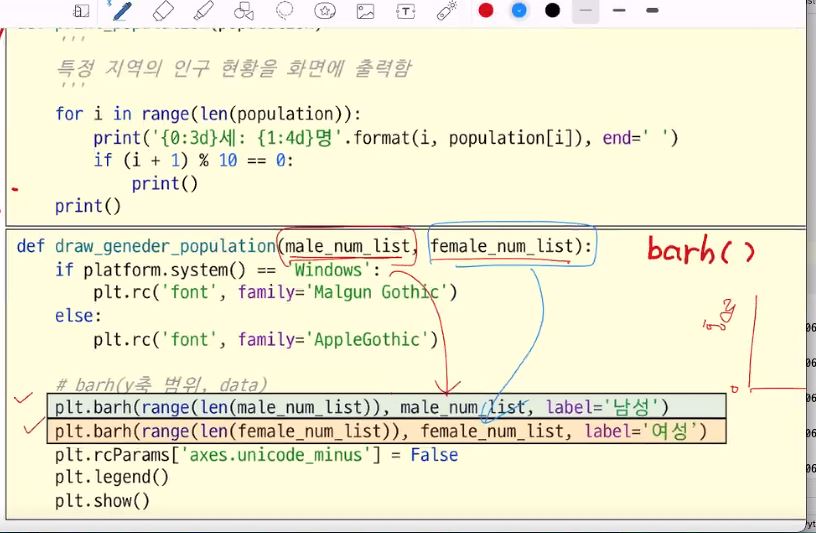 '''
특정 지역의 인구 현황을 화면에 출력함
'''
for i in range(len(population)):
print('{0:3d}세: {1:4d}명'.format(i, population[i]), end=' ')
if (i + 1) % 10 == 0:
print()
print()
def draw_geneder_population(male_num_list, female_num_list):
barh()
if platform.system() == 'Windows':
plt.rc('font', family='Malgun Gothic')
else:
plt.rc('font', family='AppleGothic')
# barh(y축 범위, data)
plt.barh(range(len(male_num_list)), male_num_list, label='남성')
plt.barh(range(len(female_num_list)), female_num_list, label='여성')
plt.rcParams['axes.unicode_minus'] = False
plt.legend()
plt.show()